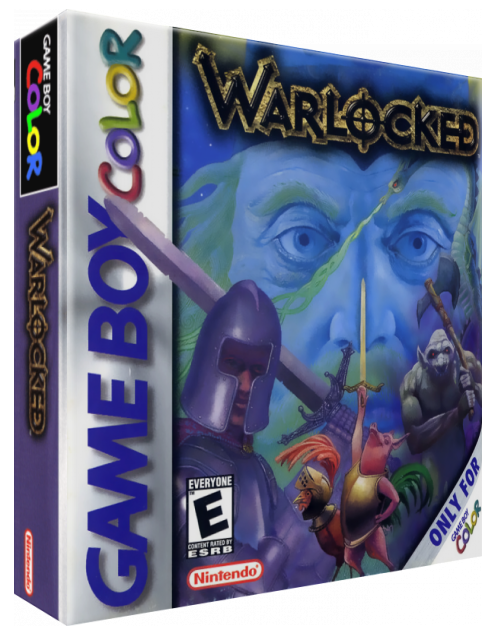 GAME BOY
COLOR
WARLOCKED
Nintendo
GAME BOY COLOR
WARLOCKED
EVERYONE
E
CONTENT RATED BY
ESRB
Nintendo
ONLY FOR
GAME BOY
COLOR